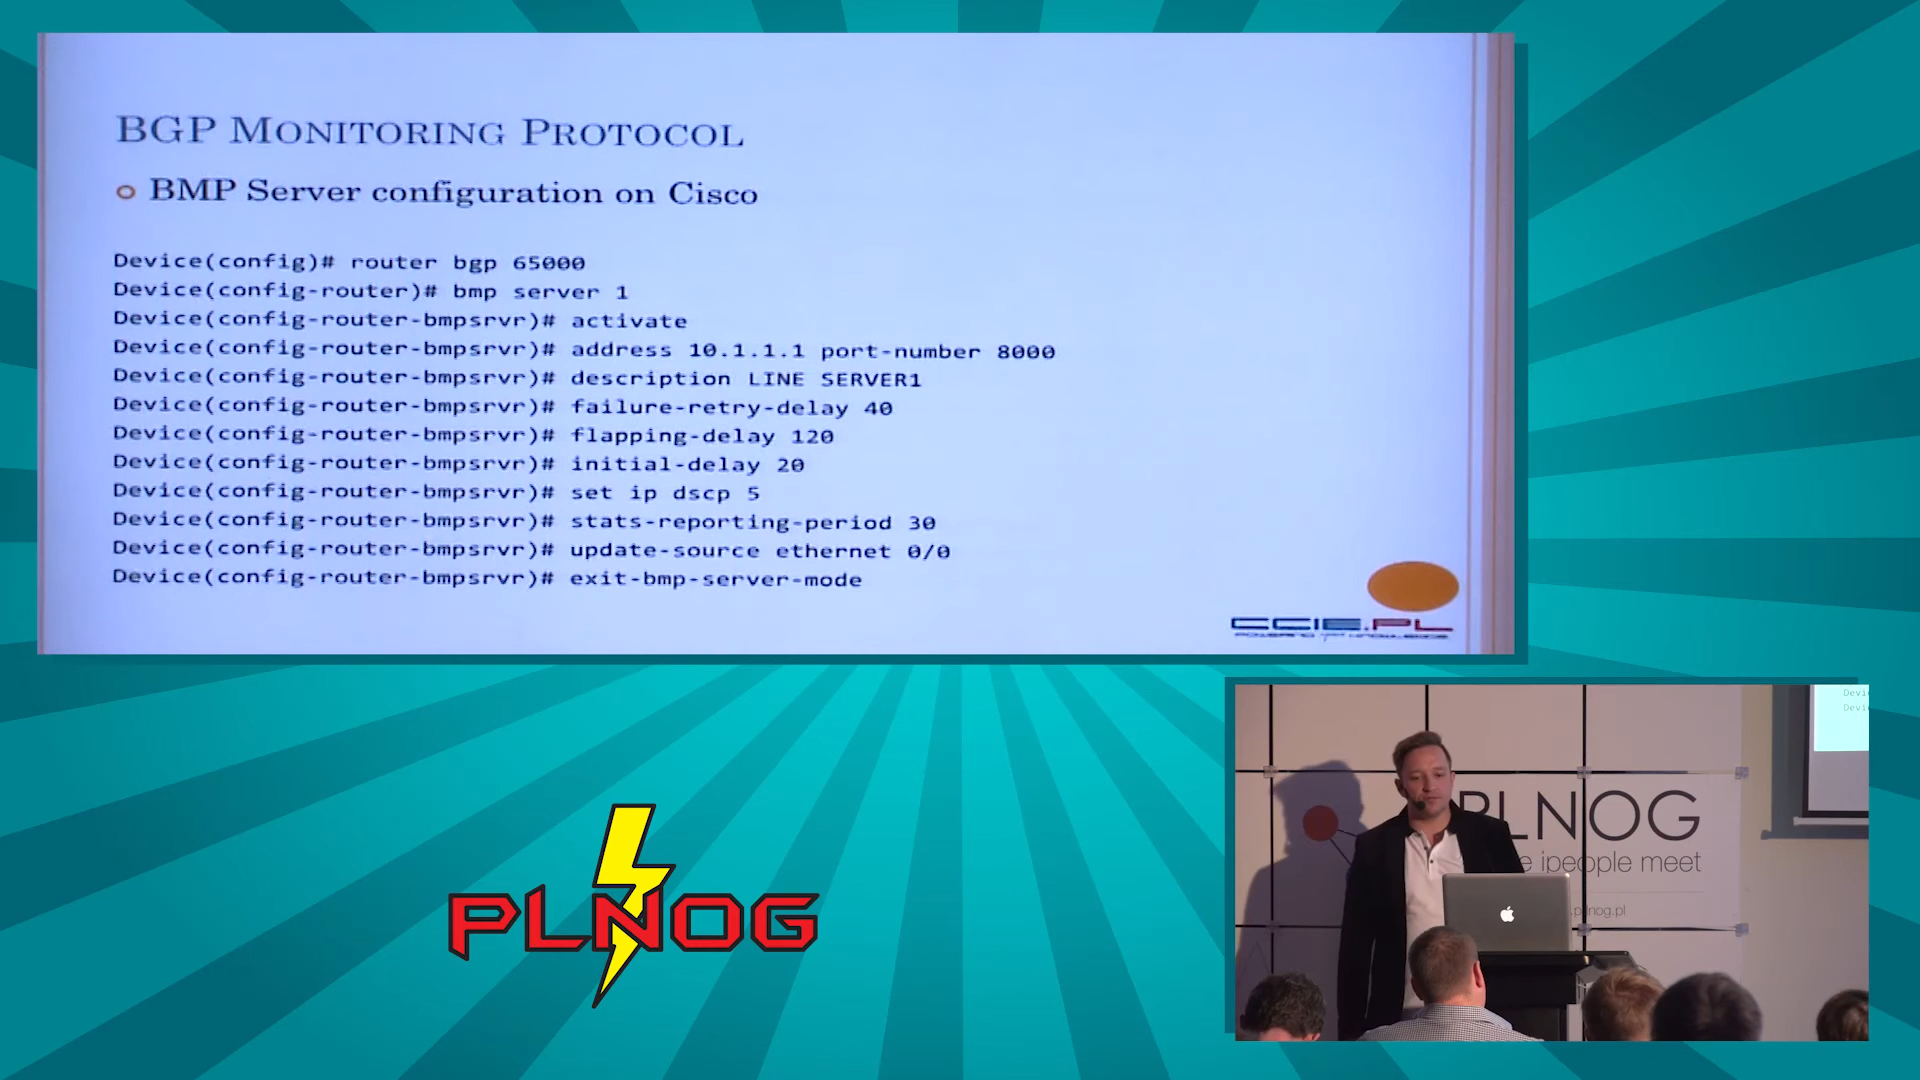 BGP MONITORING PROTOCOL
BMP Server configuration on Cisco
Device(config)# router bgp 65000
Device(config-router)# bmp server 1
Device(config-router-bmpsrvr)# activate
Device(config-router-bmpsrvr)# address 10.1.1.1 port-number 8000
Device(config-router-bmpsrvr)# description LINE SERVER1
Device(config-router-bmpsrvr)# failure-retry-delay 40
Device(config-router-bmpsrvr)# flapping-delay 120
Device(config-router-bmpsrvr)# initial-delay 20
Device(config-router-bmpsrvr)# set ip dscp 5
Device(config-router-bmpsrvr)# stats-reporting-period 30
Device(config-router-bmpsrvr)# update-source ethernet 0/0
Device(config-router-bmpsrvr)# exit-bmp-server-mode
CCIE.PL
Devi
Devi
PLNOG
ipeople meet
PLNOG